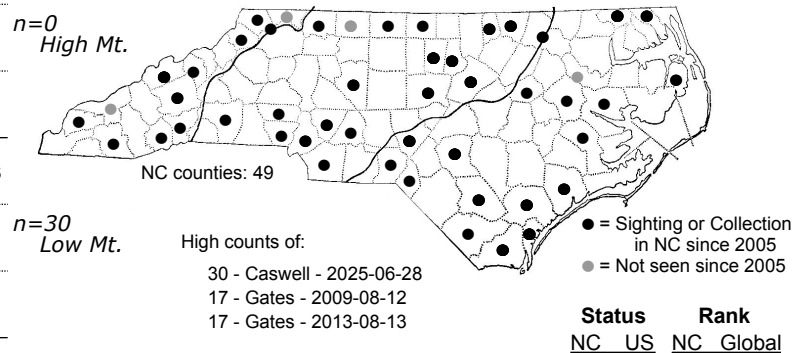 n=0
High Mt.
NC counties: 49
n=30
Low Mt.
High counts of:
30 - Caswell - 2025-06-28
17 - Gates - 2009-08-12
17 - Gates - 2013-08-13
= Sighting or Collection
in NC since 2005
= Not seen since 2005
Status Rank
NC US NC Global